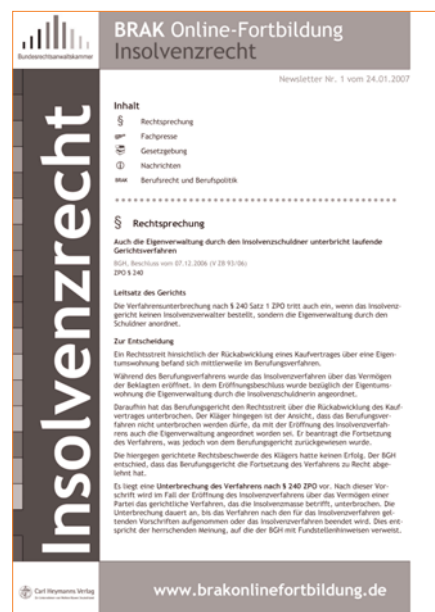 BRAK Online-Fortbildung
Insolvenzrecht
Bundesrechtsanwaltskammer
Newsletter Nr. 1 vom 24.01.2007
Insolvenzrecht
Inhalt
§ Rechtsprechung
Fachpresse
Gesetzgebung
Nachrichten
BRAK Berufsrecht und Berufspolitik
§ Rechtsprechung
Auch die Eigenverwaltung durch den Insolvenzschuldner unterbricht laufende
Gerichtsverfahren
BGH, Beschluss vom 07.12.2006 (V ZB 93/06)
ZPO § 240
Leitsatz des Gerichts
Die Verfahrensunterbrechung nach § 240 Satz 1 ZPO tritt auch ein, wenn das Insolvenz-
gericht keinen Insolvenzverwalter bestellt, sondern die Eigenverwaltung durch den
Schuldner anordnet.
Zur Entscheidung
Ein Rechtsstreit hinsichtlich der Rückabwicklung eines Kaufvertrages über eine Eigen-
tumswohnung befand sich mittlerweile im Berufungsverfahren.
Während des Berufungsverfahrens wurde das Insolvenzverfahren über das Vermögen
der Beklagten eröffnet. In dem Eröffnungsbeschluss wurde bezüglich der Eigentums-
wohnung die Eigenverwaltung durch die Insolvenzschuldnerin angeordnet.
Daraufhin hat das Berufungsgericht den Rechtsstreit über die Rückabwicklung des Kauf-
vertrages unterbrochen. Der Kläger hingegen ist der Ansicht, dass das Berufungsver-
fahren nicht unterbrochen werden dürfe, da mit der Eröffnung des Insolvenzverfah-
rens auch die Eigenverwaltung angeordnet worden sei. Er beantragt die Fortsetzung
des Verfahrens, was jedoch von dem Berufungsgericht zurückgewiesen wurde.
Die hiergegen gerichtete Rechtsbeschwerde des Klägers hatte keinen Erfolg. Der BGH
entschied, dass das Berufungsgericht die Fortsetzung des Verfahrens zu Recht abge-
lehnt hat.
Es liegt eine Unterbrechung des Verfahrens nach § 240 ZPO vor. Nach dieser Vor-
schrift wird im Fall der Eröffnung des Insolvenzverfahrens über das Vermögen einer
Partei das gerichtliche Verfahren, das die Insolvenzmasse betrifft, unterbrochen. Die
Unterbrechung dauert an, bis das Verfahren nach den für das Insolvenzverfahren gel-
tenden Vorschriften aufgenommen oder das Insolvenzverfahren beendet wird. Dies ent-
spricht der herrschenden Meinung, auf die der BGH mit Fundstellenhinweisen verweist.
Carl Heymanns Verlag
www.brakonlinefortbildung.de